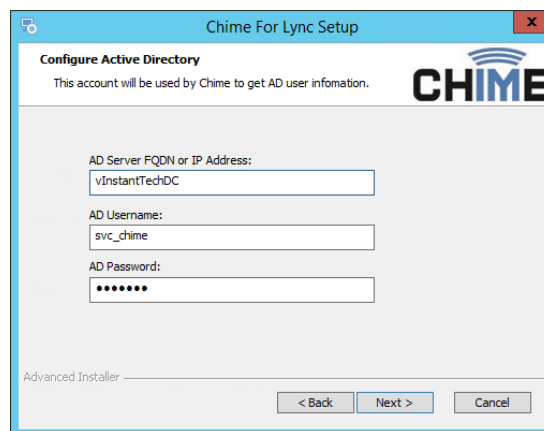 Chime For Lync Setup
x
Configure Active Directory
This account will be used by Chime to get AD user infomation.
CHIME
AD Server FQDN or IP Address:
vInstantTechDC
AD Username:
svc_chime
AD Password:
•••••••
Advanced Installer
< Back Next > Cancel